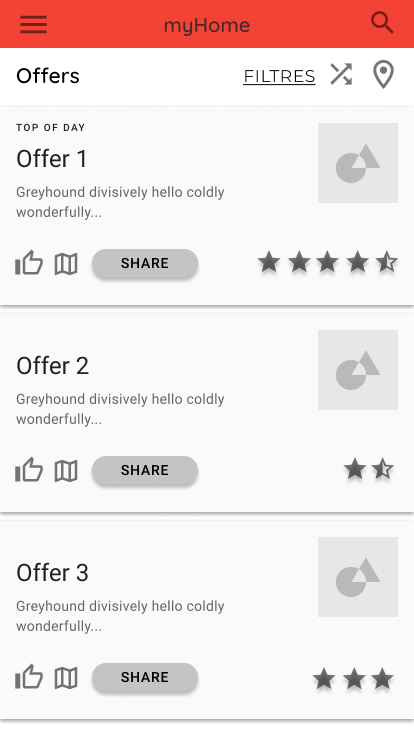 myHome
Offers
FILTRES
TOP OF DAY
Offer 1
Greyhound divisively hello coldly
wonderfully...
SHARE
Offer 2
Greyhound divisively hello coldly
wonderfully...
SHARE
Offer 3
Greyhound divisively hello coldly
wonderfully...
SHARE